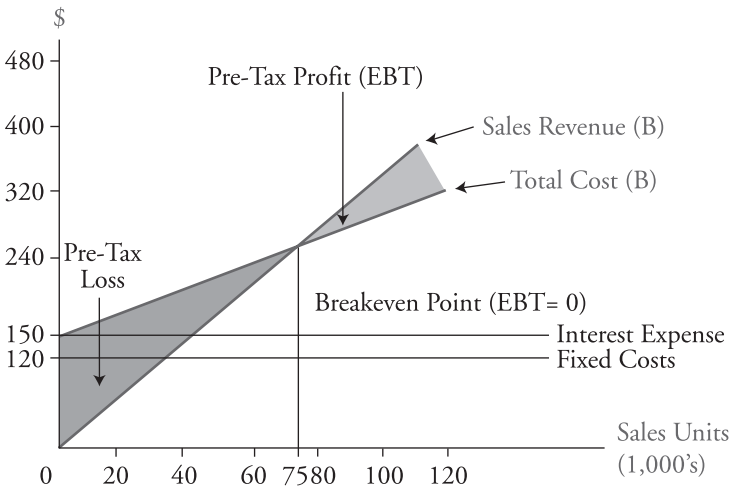 $
480
Pre-Tax Profit (EBT)
400
Sales Revenue (B)
Total Cost (B)
320
240
Pre-Tax
Loss
Breakeven Point (EBT= 0)
150
Interest Expense
120
Fixed Costs
Sales Units
(1,000's)
0 20 40 60 75 80 100 120